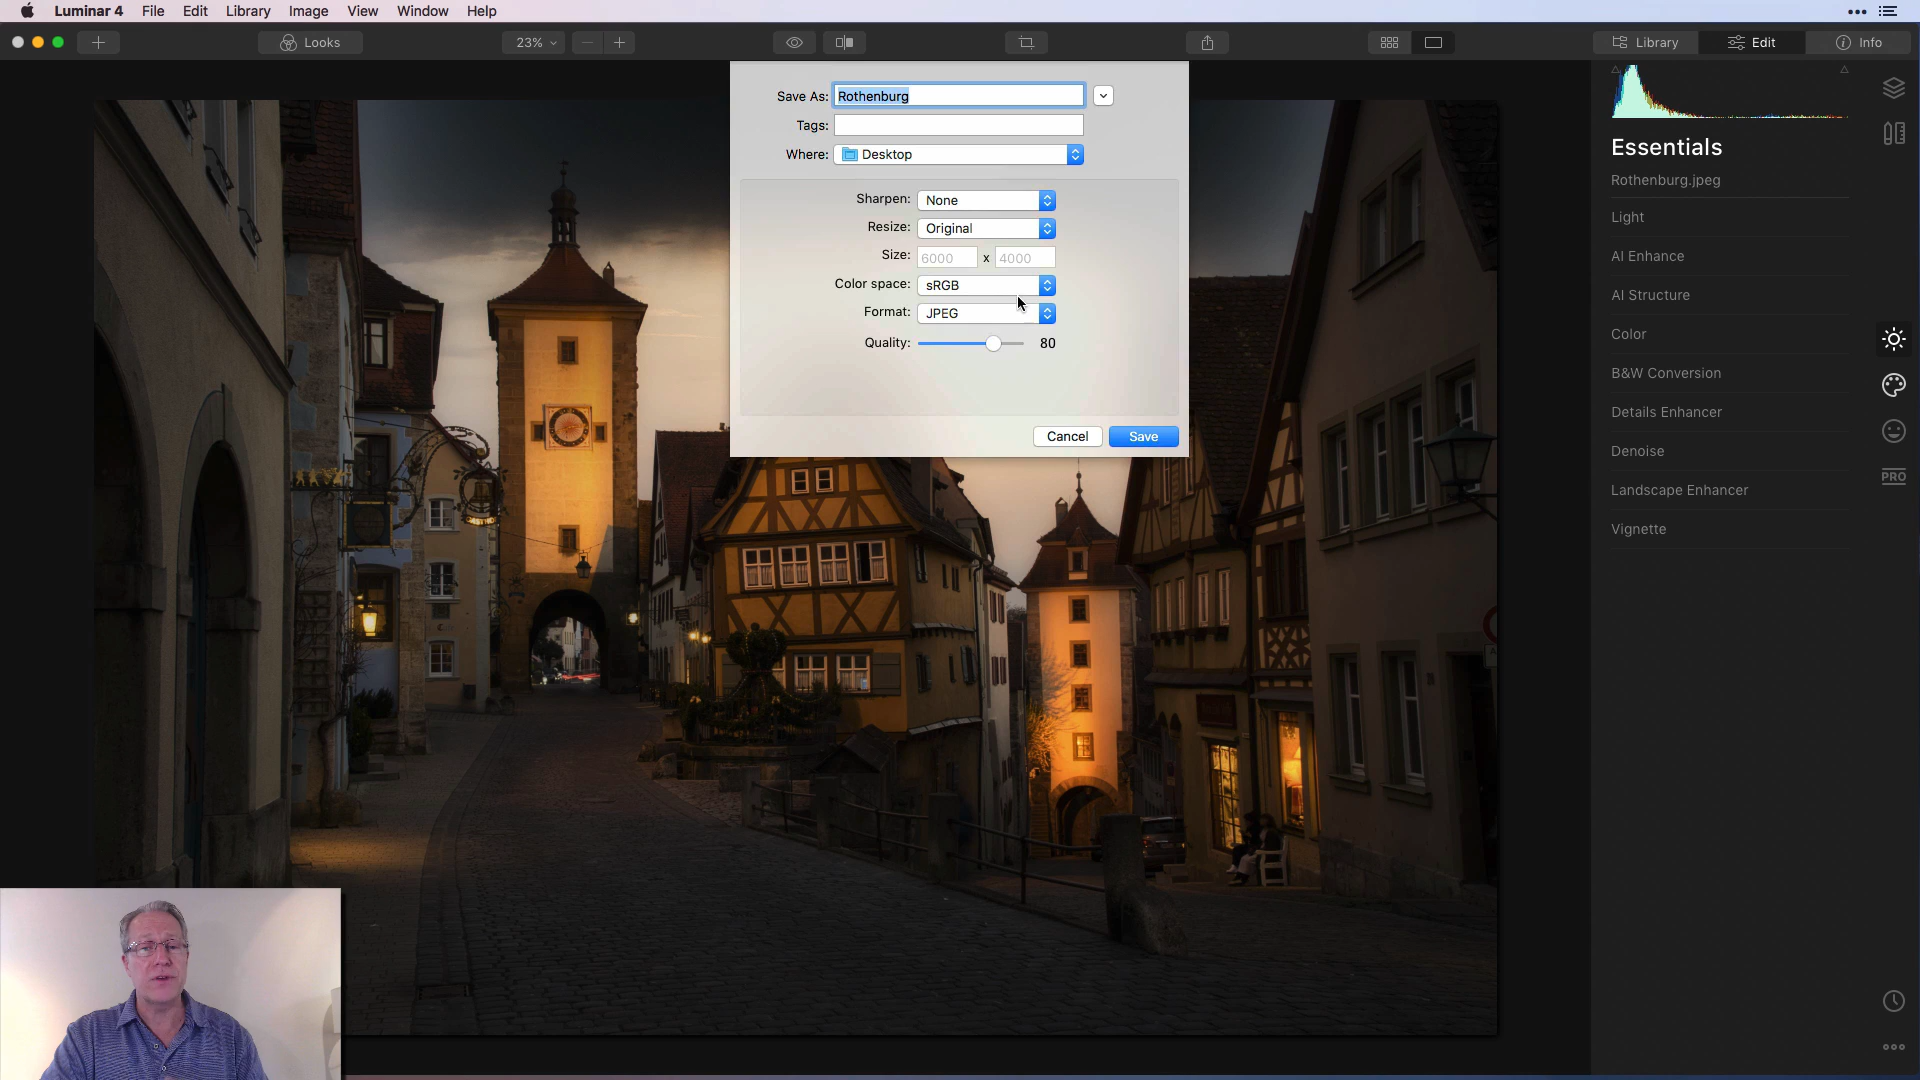 Luminar 4 File Edit Library Image View Window Help
Looks 23% Library Edit Info
Save As: Rothenburg
Tags:
Where: Desktop
Sharpen: None
Resize: Original
Size: 6000 x 4000
Color space: sRGB
Format: JPEG
Quality: 80
Cancel Save
Essentials
Rothenburg.jpeg
Light
AI Enhance
AI Structure
Color
B&W Conversion
Details Enhancer
Denoise
Landscape Enhancer
Vignette
PRO